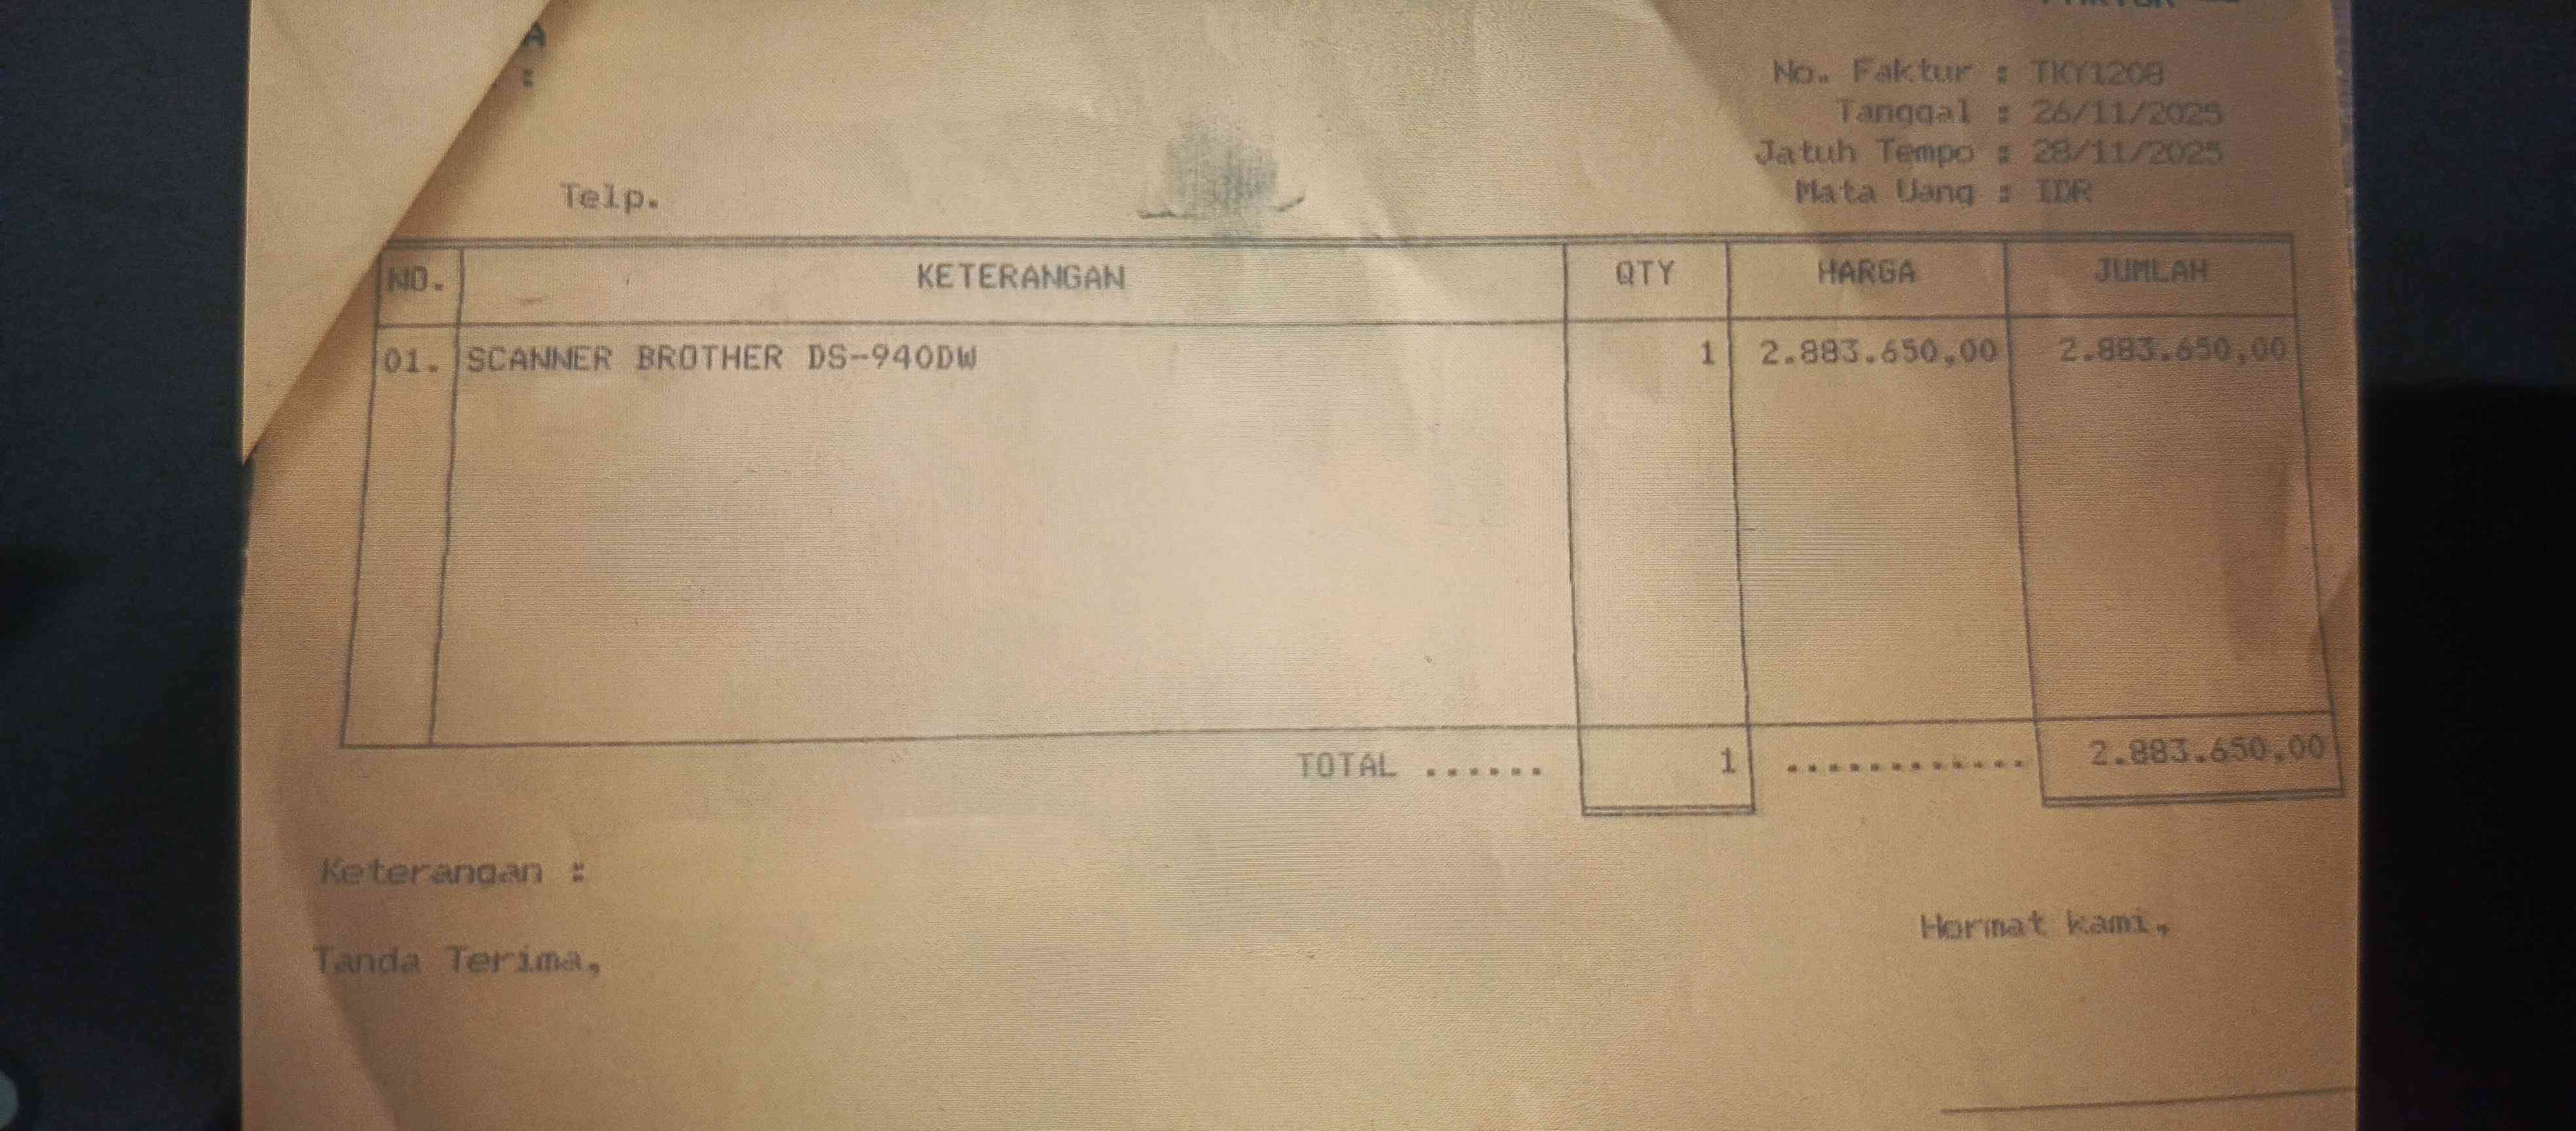 FAKTUR
A
:
No. Faktur : TKY1208
Tanggal : 26/11/2025
Jatuh Tempo : 28/11/2025
Mata Uang : IDR
Telp.
NO. KETERANGAN QTY HARGA JUMLAH
01. SCANNER BROTHER DS-940DW 1 2.883.650,00 2.883.650,00
TOTAL ...... 1 ............ 2.883.650,00
Keterangan :
Hormat kami,
Tanda Terima,